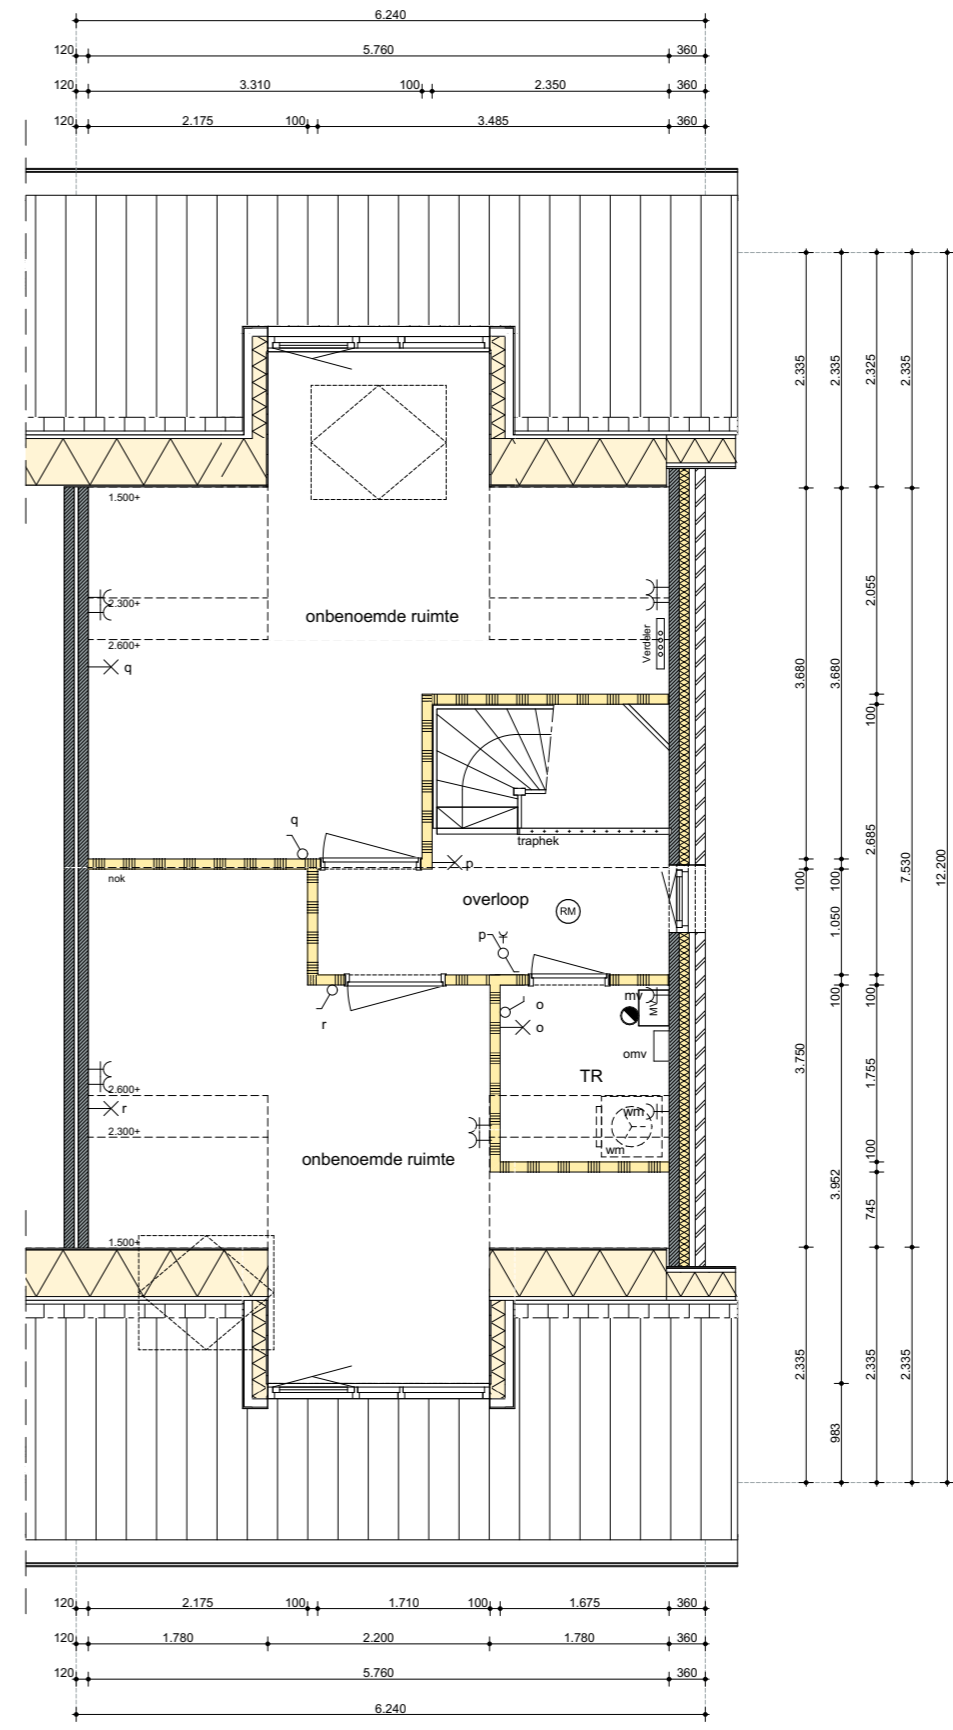 6.240
120 5.760 360
120 3.310 100 2.350 360
120 2.175 100 3.485 360
1.500+
2.300+
2.600+
q
onbenoemde ruimte
Verdeler
traphek
q
p
nok
overloop
RM
p
r
o
o
mv
MV
omv
TR
wm
wm
2.600+
r
2.300+
onbenoemde ruimte
1.500+
2.335 3.680 100 3.750 2.335
2.335 3.680 100 1.050 100 3.952 983
2.325 2.055 100 2.685 100 1.755 100 745 2.335
2.335 7.530 2.335
12.200
120 2.175 100 1.710 100 1.675 360
120 1.780 2.200 1.780 360
120 5.760 360
6.240